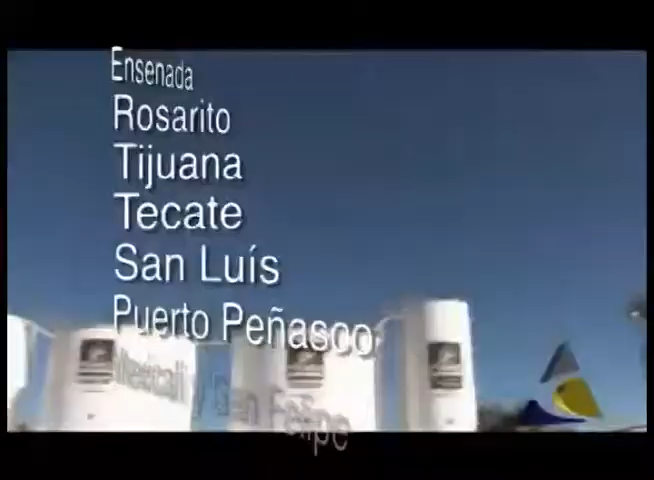 Ensenada
Rosarito
Tijuana
Tecate
San Luís
Puerto Peñasco
Mexicali y San Felipe